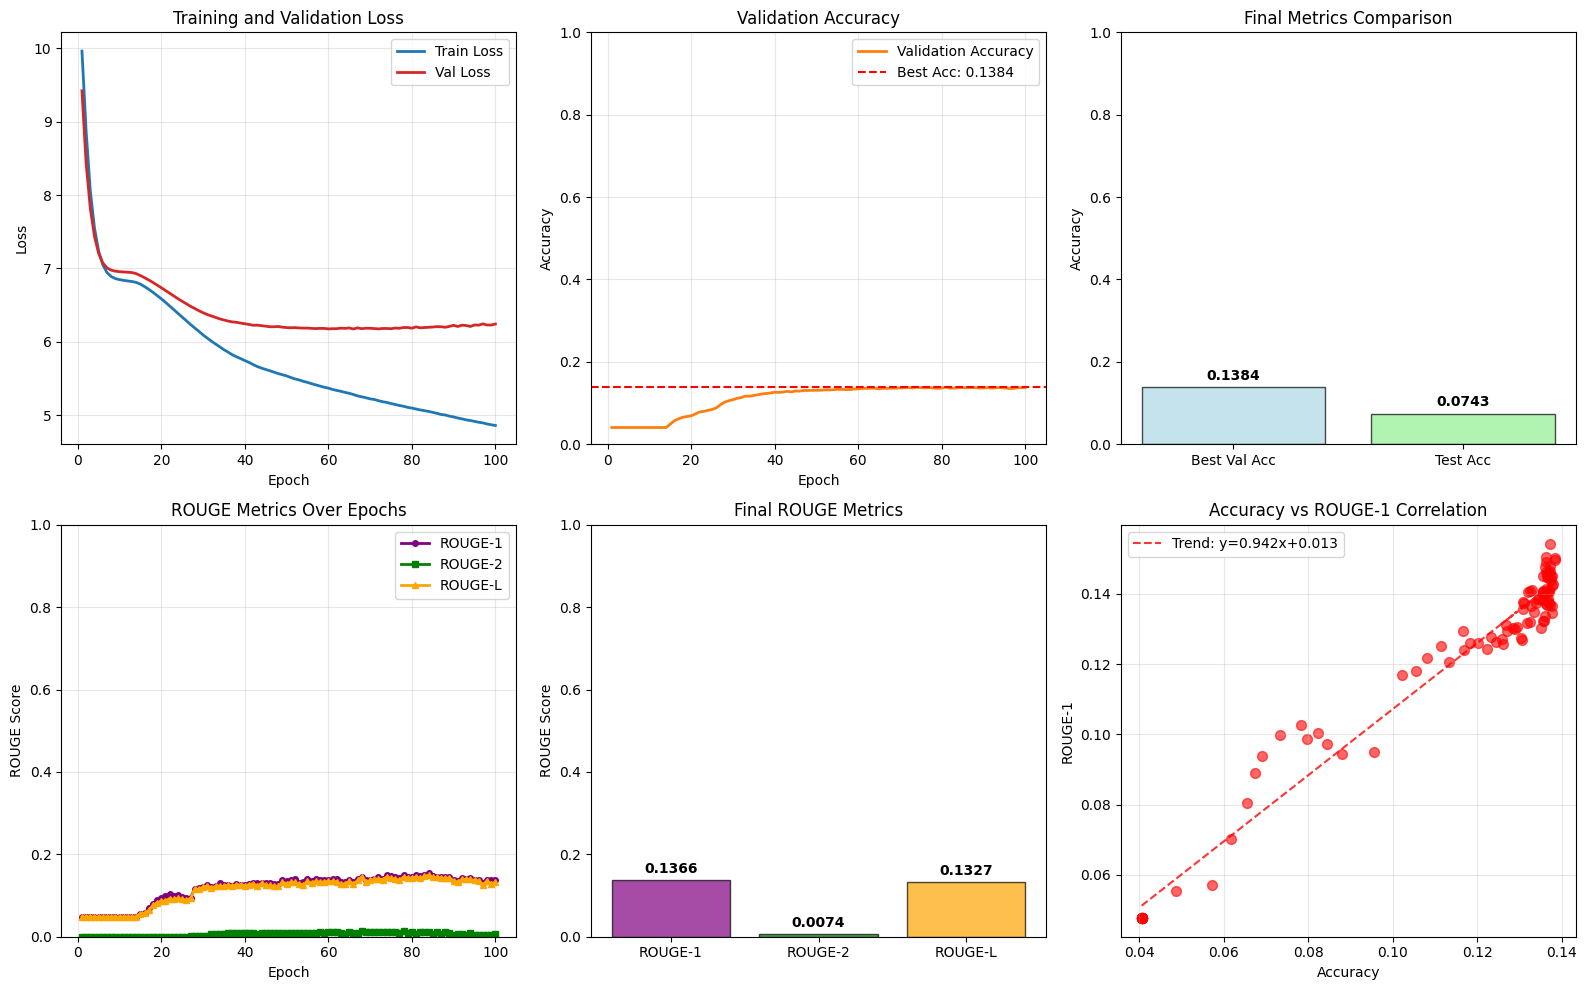 Training and Validation Loss
Train Loss
Val Loss
10
9
8
7
6
5
Loss
0 20 40 60 80 100
Epoch
Validation Accuracy
Validation Accuracy
Best Acc: 0.1384
1.0
0.8
0.6
0.4
0.2
0.0
Accuracy
0 20 40 60 80 100
Epoch
Final Metrics Comparison
1.0
0.8
0.6
0.4
0.2
0.0
Accuracy
0.1384
0.0743
Best Val Acc Test Acc
ROUGE Metrics Over Epochs
ROUGE-1
ROUGE-2
ROUGE-L
1.0
0.8
0.6
0.4
0.2
0.0
ROUGE Score
0 20 40 60 80 100
Epoch
Final ROUGE Metrics
1.0
0.8
0.6
0.4
0.2
0.0
ROUGE Score
0.1366
0.0074
0.1327
ROUGE-1 ROUGE-2 ROUGE-L
Accuracy vs ROUGE-1 Correlation
Trend: y=0.942x+0.013
0.14
0.12
0.10
0.08
0.06
ROUGE-1
0.04 0.06 0.08 0.10 0.12 0.14
Accuracy